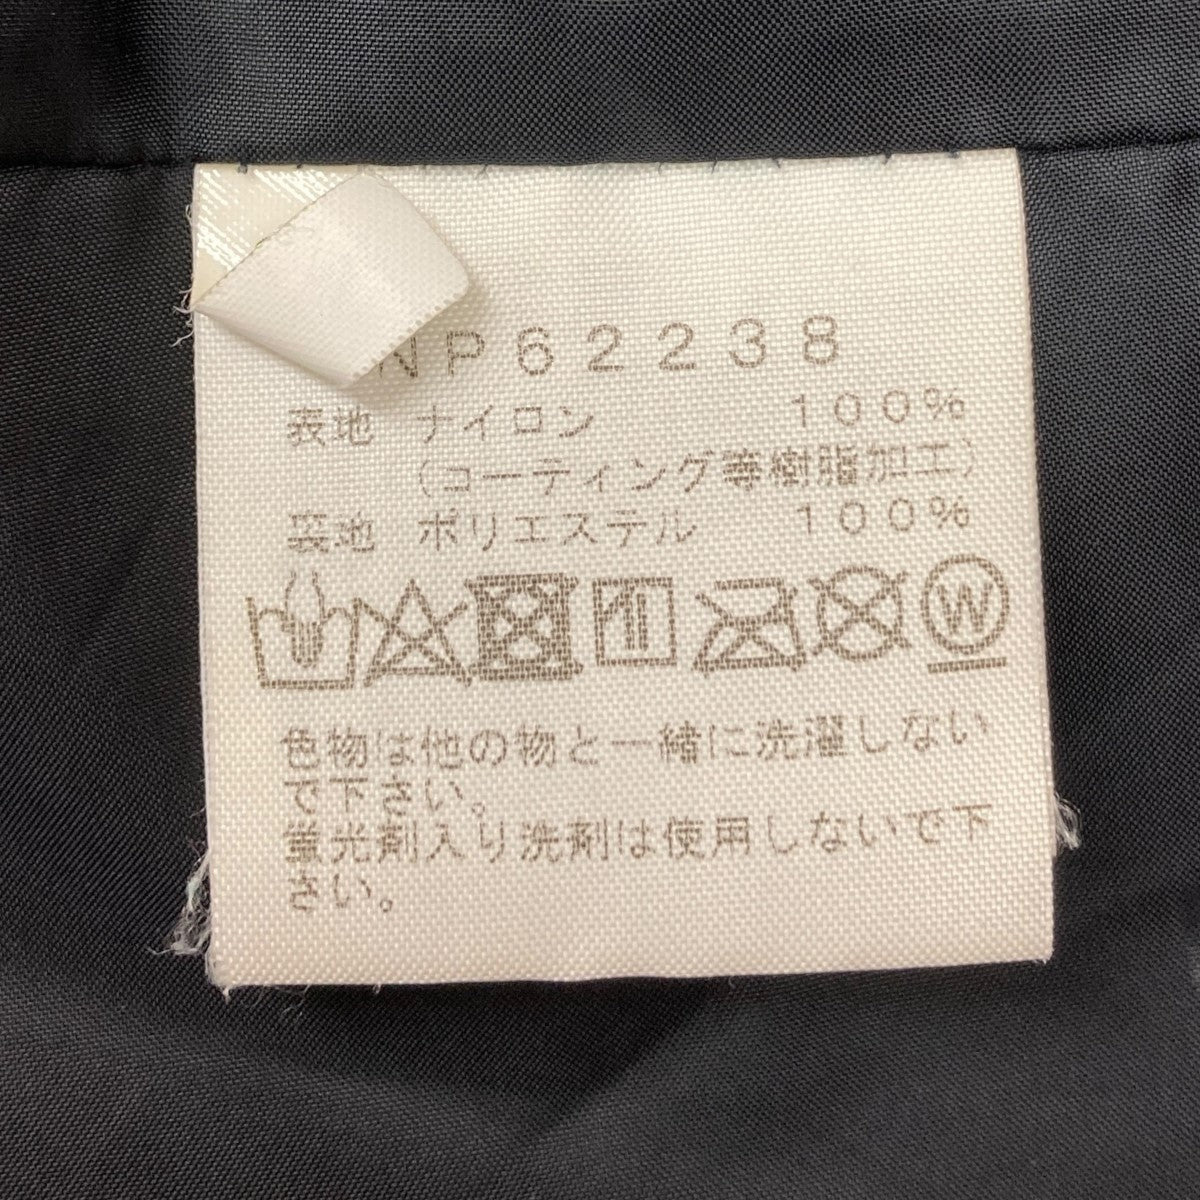 NP62238
表地 ナイロン 100%
(コーティング等樹脂加工)
裏地 ポリエステル 100%
W
色物は他の物と一緒に洗濯しない
で下さい。
蛍光剤入り洗剤は使用しないで下
さい。